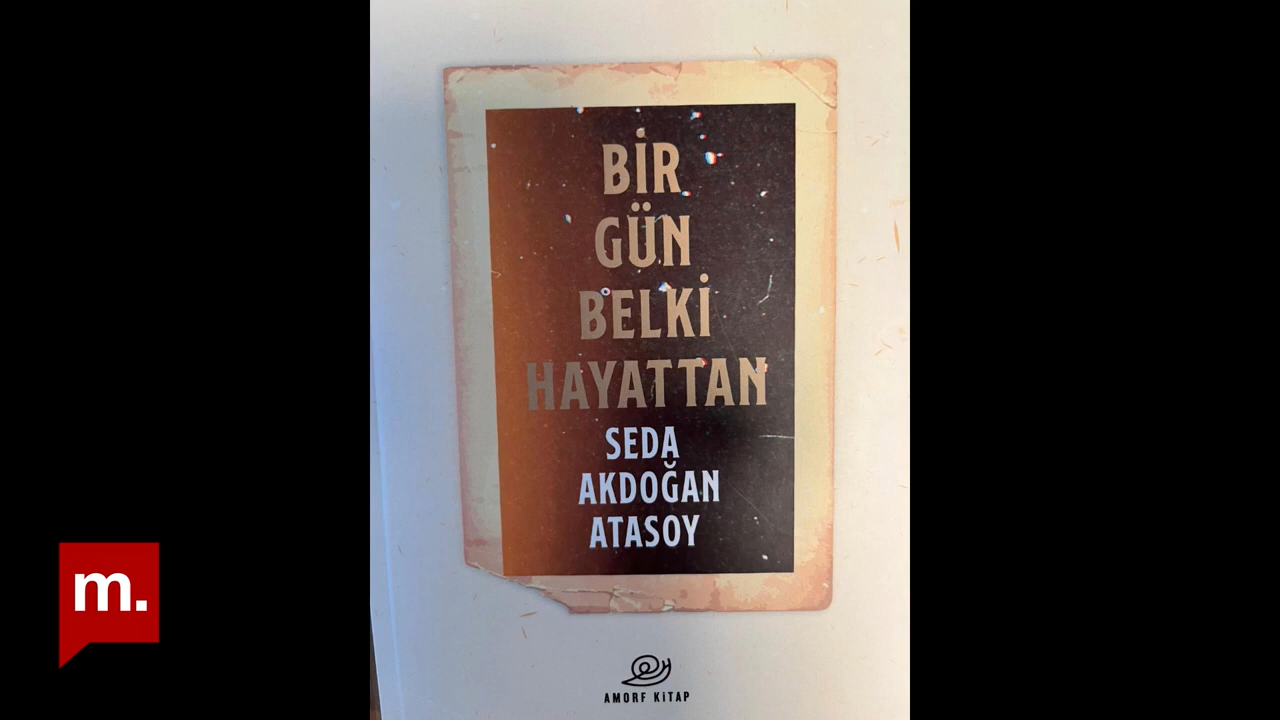 BİR
GÜN
BELKİ
HAYATTAN
SEDA
AKDOĞAN
ATASOY
AMORF KİTAP
m.